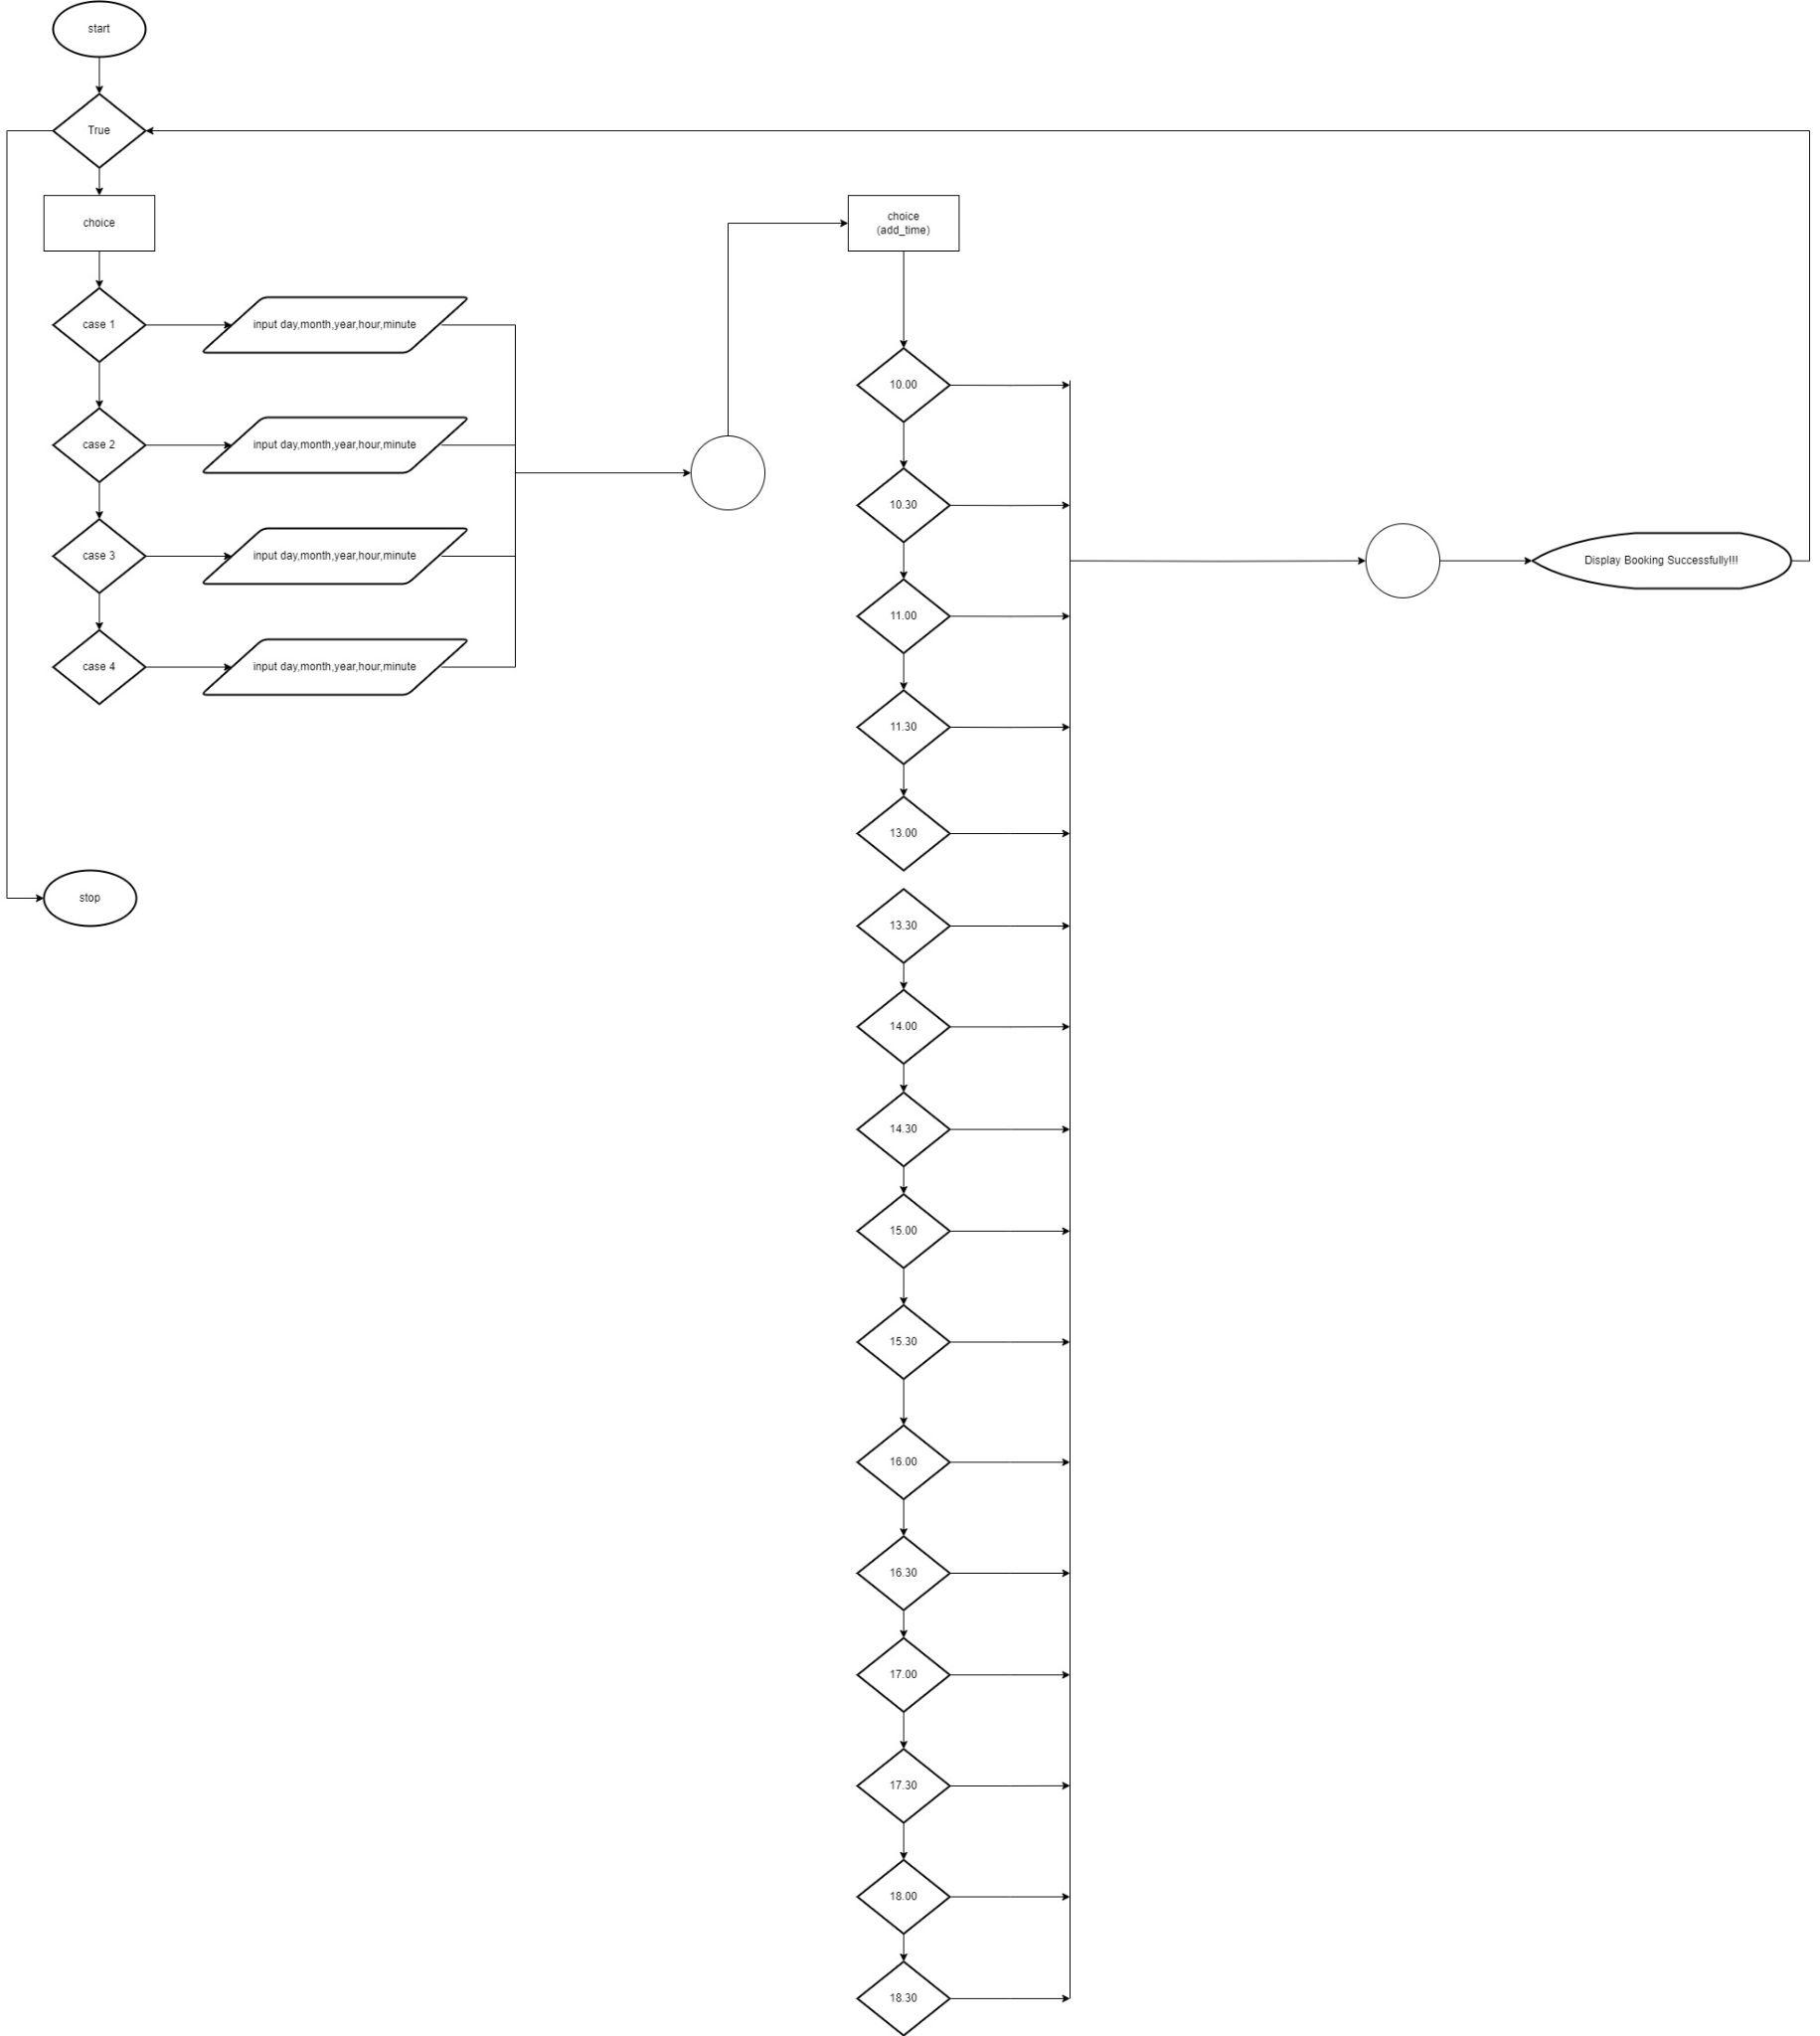 start
True
choice
case 1
input day,month,year,hour,minute
case 2
input day,month,year,hour,minute
case 3
input day,month,year,hour,minute
case 4
input day,month,year,hour,minute
stop
choice
(add_time)
10.00
10.30
11.00
11.30
13.00
13.30
14.00
14.30
15.00
15.30
16.00
16.30
17.00
17.30
18.00
18.30
Display Booking Successfully!!!